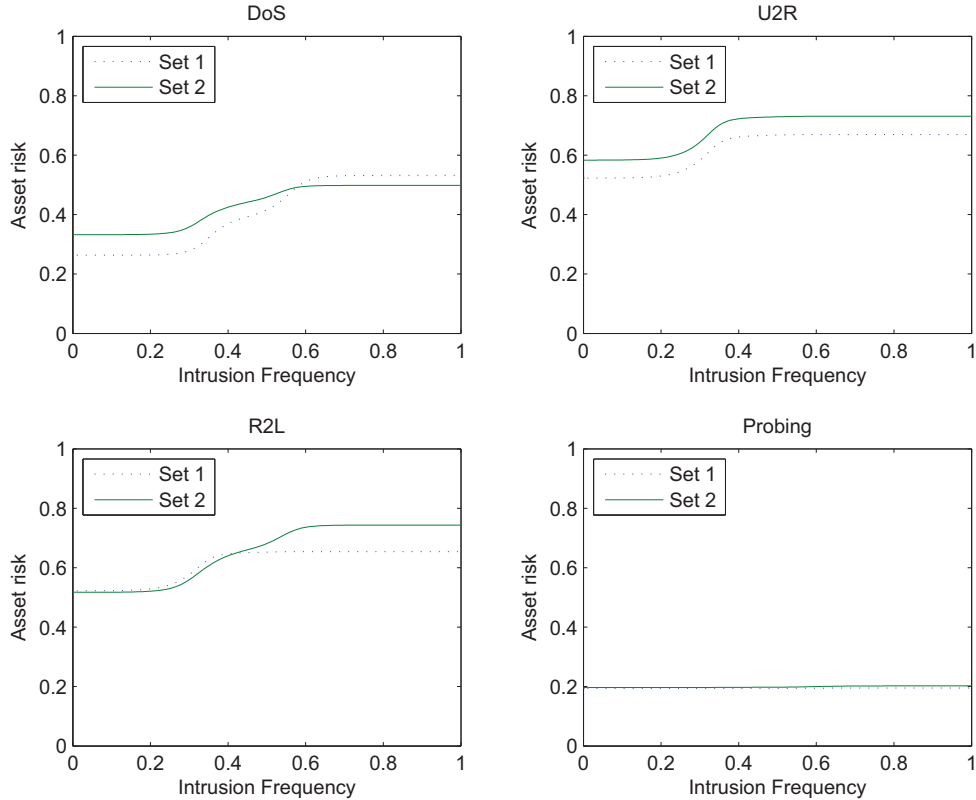 DoS
1
0.8
0.6
0.4
0.2
0
Asset risk
Set 1
Set 2
0 0.2 0.4 0.6 0.8 1
Intrusion Frequency
U2R
1
0.8
0.6
0.4
0.2
0
Asset risk
Set 1
Set 2
0 0.2 0.4 0.6 0.8 1
Intrusion Frequency
R2L
1
0.8
0.6
0.4
0.2
0
Asset risk
Set 1
Set 2
0 0.2 0.4 0.6 0.8 1
Intrusion Frequency
Probing
1
0.8
0.6
0.4
0.2
0
Asset risk
Set 1
Set 2
0 0.2 0.4 0.6 0.8 1
Intrusion Frequency